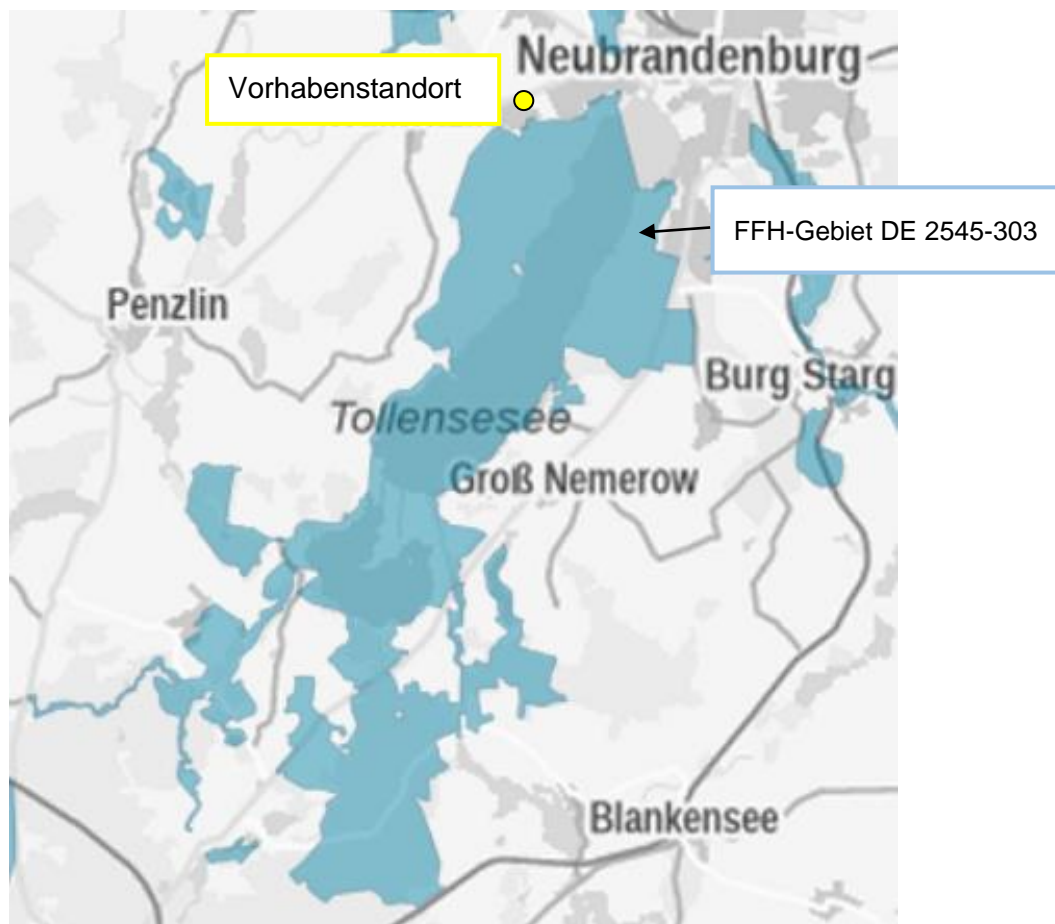 Neubrandenburg
Vorhabenstandort
FFH-Gebiet DE 2545-303
Penzlin
Burg Starg
Tollensesee
Groß Nemerow
Blankensee